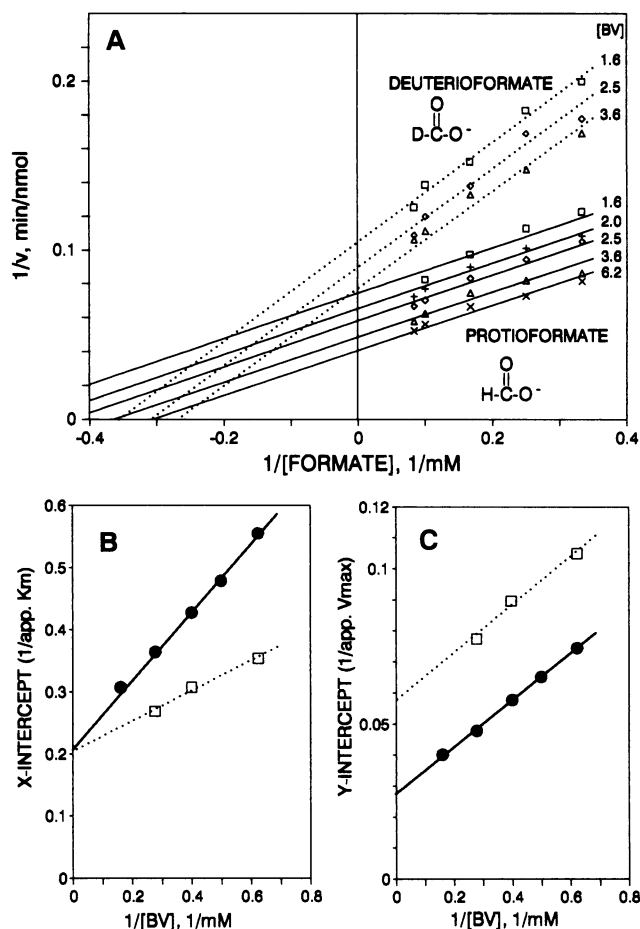 A
[BV]
0.2
1.6
DEUTERIOFORMATE
2.5
O
3.6
D-C-O-
1/v, min/nmol
0.1
1.6
2.0
2.5
3.6
6.2
PROTIOFORMATE
O
H-C-O-
0
-0.4
-0.2
0
0.2
0.4
1/[FORMATE], 1/mM
B
X-INTERCEPT (1/app. Km)
0.6
0.5
0.4
0.3
0.2
0.1
0
0
0.2
0.4
0.6
0.8
1/[BV], 1/mM
C
Y-INTERCEPT (1/app. Vmax)
0.12
0.1
0.05
0
0
0.2
0.4
0.6
0.8
1/[BV], 1/mM